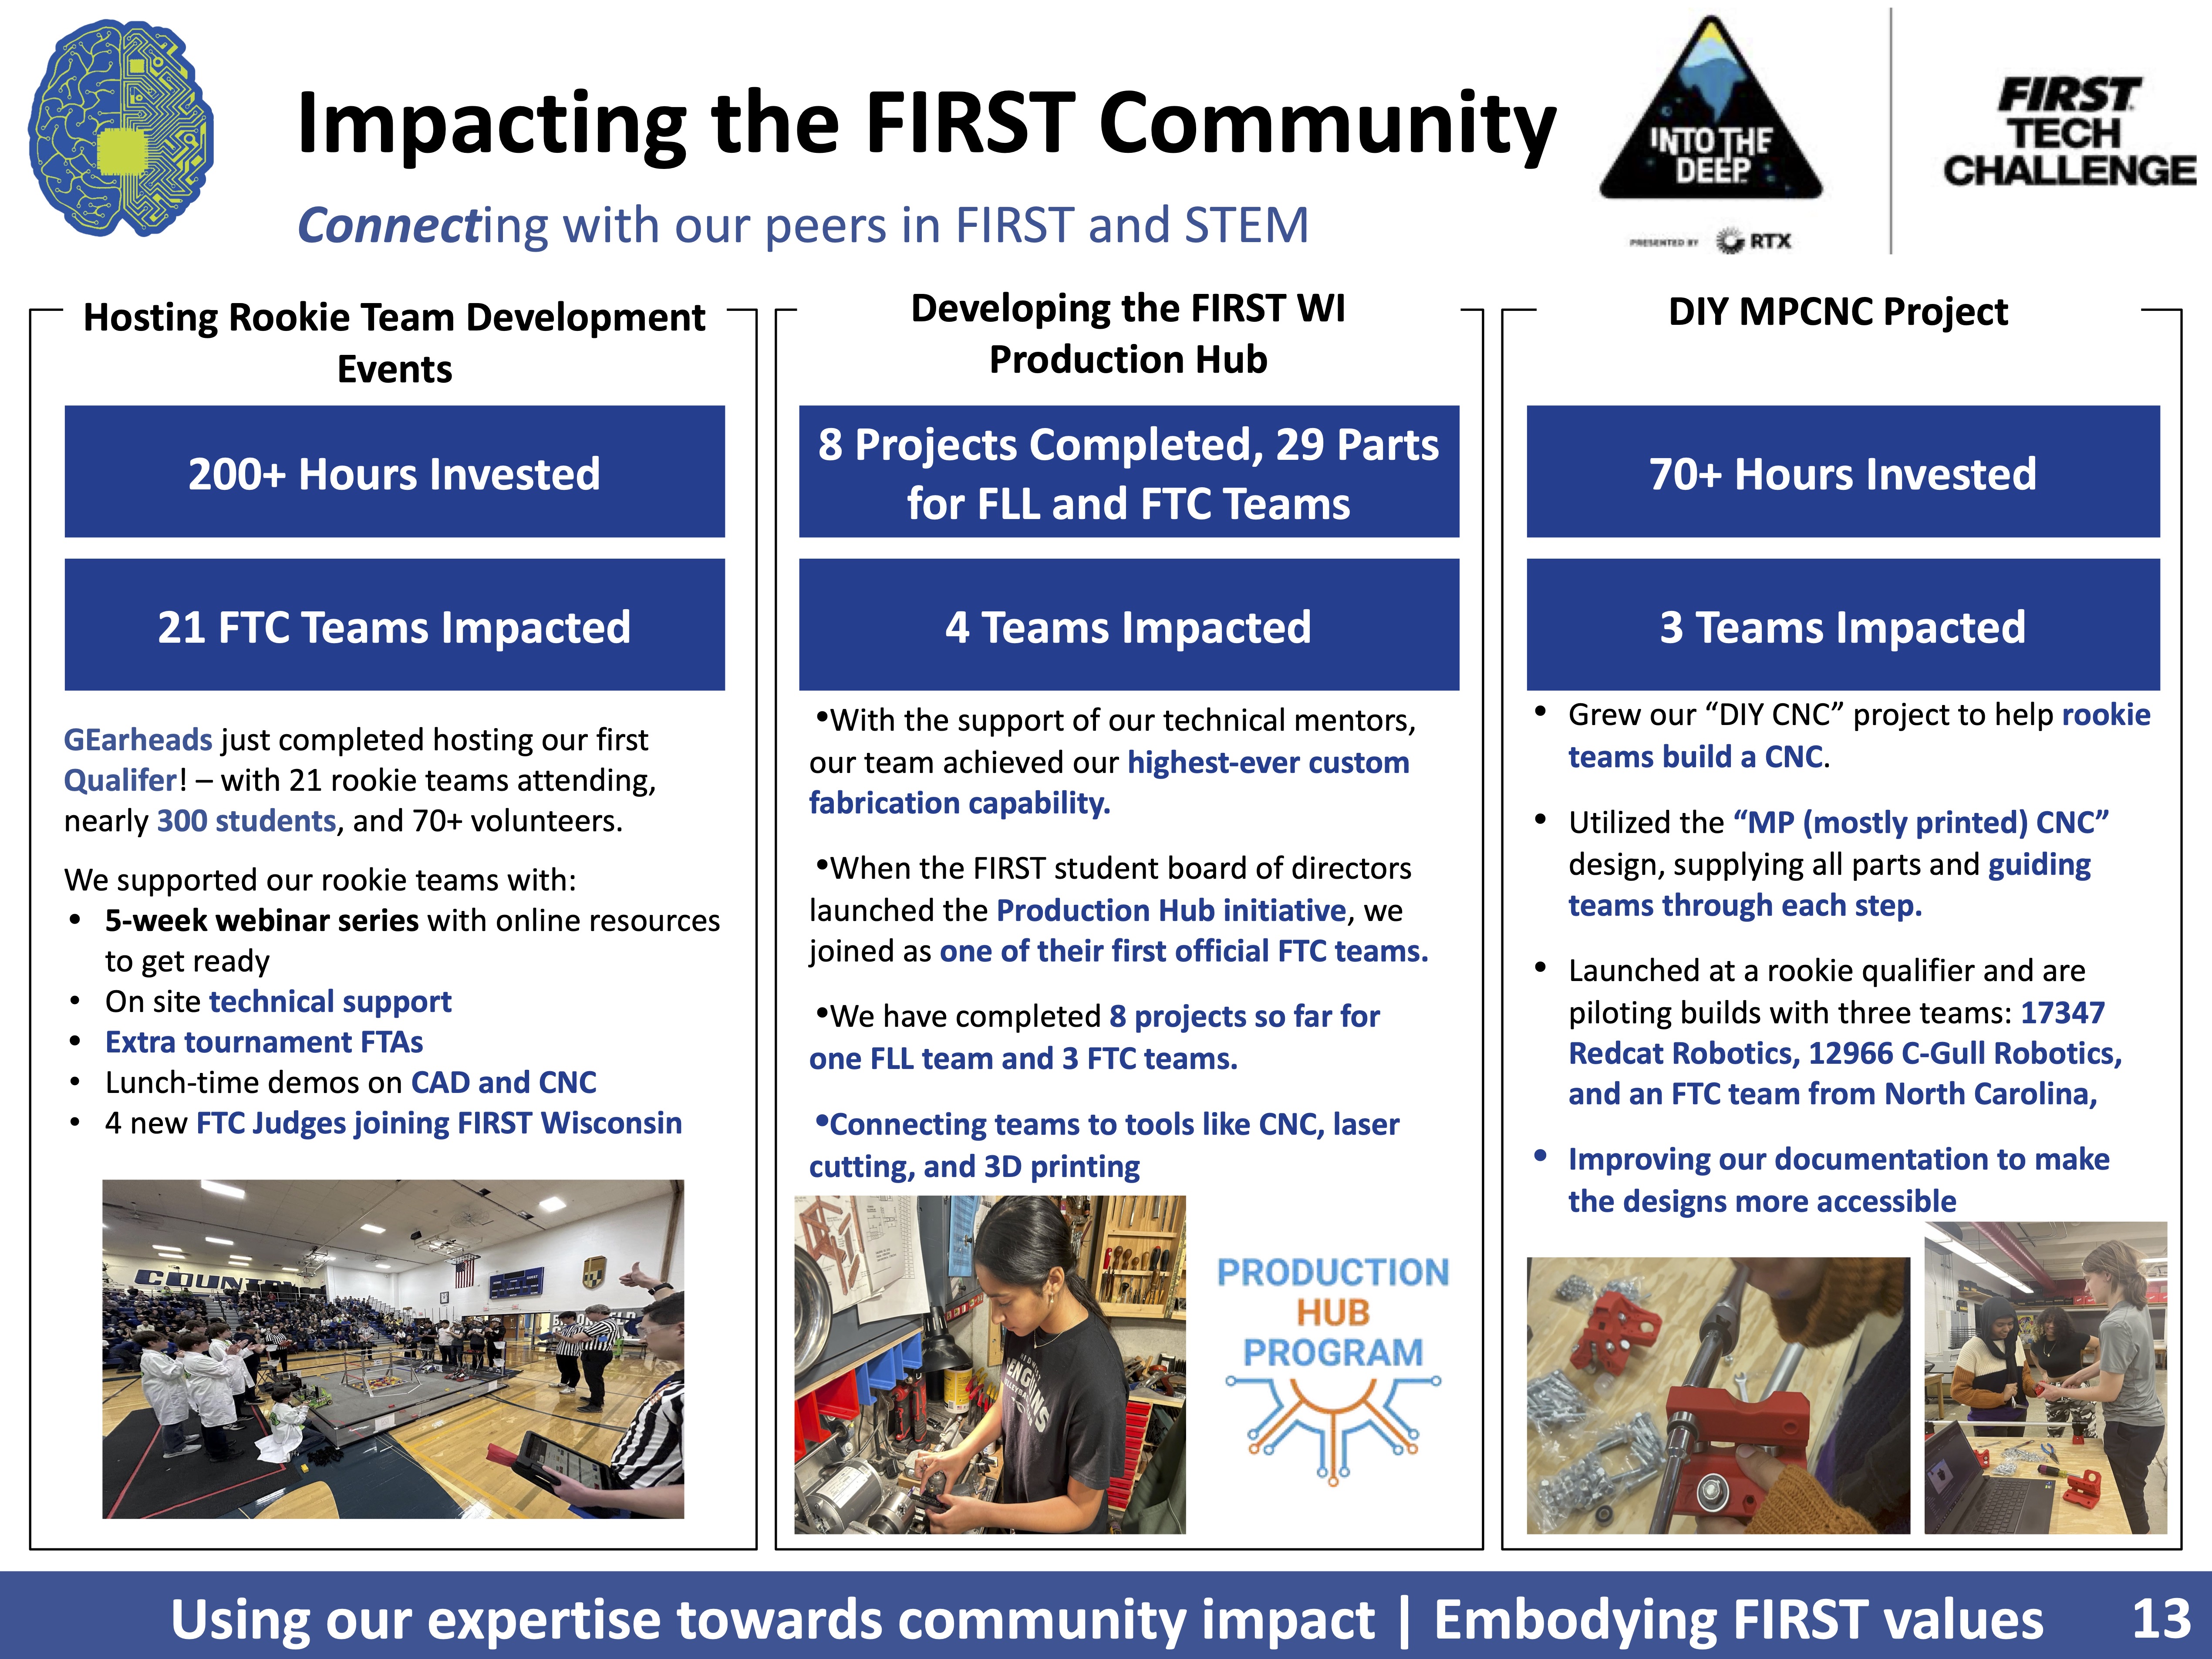 Impacting the FIRST Community
Connecting with our peers in FIRST and STEM
INTO THE
DEEP
PRESENTED BY RTX
FIRST
TECH
CHALLENGE
Hosting Rookie Team Development
Events
200+ Hours Invested
21 FTC Teams Impacted
GEarheads just completed hosting our first
Qualifer! – with 21 rookie teams attending,
nearly 300 students, and 70+ volunteers.
We supported our rookie teams with:
• 5-week webinar series with online resources
to get ready
• On site technical support
• Extra tournament FTAs
• Lunch-time demos on CAD and CNC
• 4 new FTC Judges joining FIRST Wisconsin
COUNTRY
Developing the FIRST WI
Production Hub
8 Projects Completed, 29 Parts
for FLL and FTC Teams
4 Teams Impacted
•With the support of our technical mentors,
our team achieved our highest-ever custom
fabrication capability.
•When the FIRST student board of directors
launched the Production Hub initiative, we
joined as one of their first official FTC teams.
•We have completed 8 projects so far for
one FLL team and 3 FTC teams.
•Connecting teams to tools like CNC, laser
cutting, and 3D printing
PRODUCTION
HUB
PROGRAM
DIY MPCNC Project
70+ Hours Invested
3 Teams Impacted
• Grew our “DIY CNC” project to help rookie
teams build a CNC.
• Utilized the “MP (mostly printed) CNC”
design, supplying all parts and guiding
teams through each step.
• Launched at a rookie qualifier and are
piloting builds with three teams: 17347
Redcat Robotics, 12966 C-Gull Robotics,
and an FTC team from North Carolina,
• Improving our documentation to make
the designs more accessible
Using our expertise towards community impact | Embodying FIRST values 13